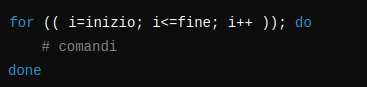 for (( i=inizio; i<=fine; i++ )); do
    # comandi
done